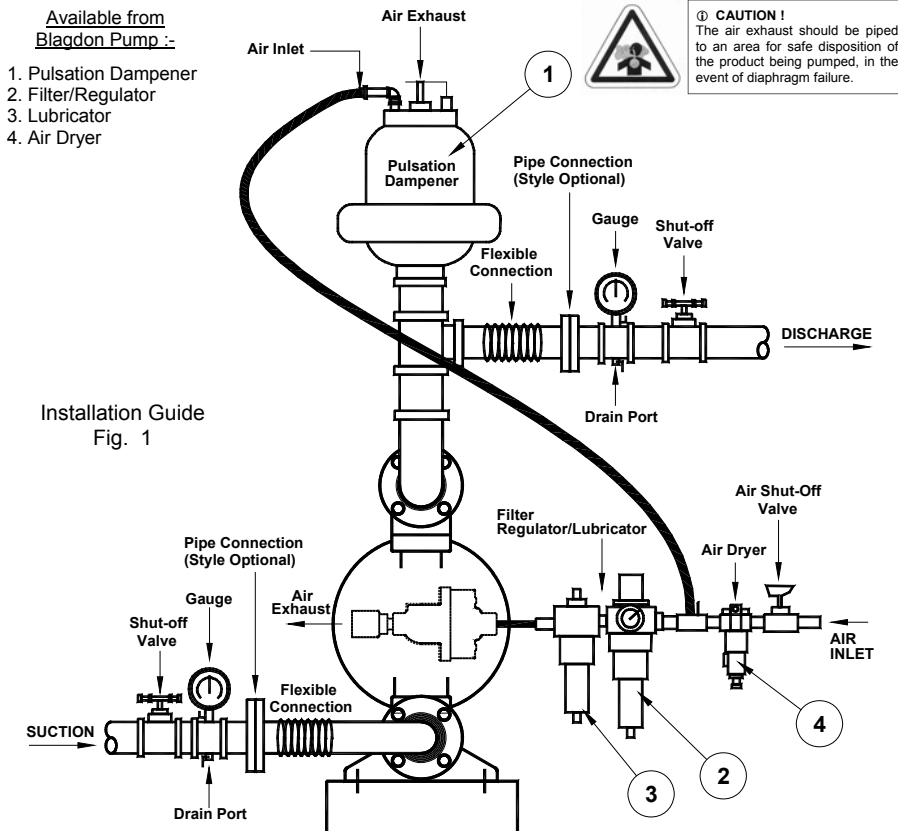 Available from
Blagdon Pump :-
1. Pulsation Dampener
2. Filter/Regulator
3. Lubricator
4. Air Dryer
Air Exhaust
Air Inlet
1
ⓘ CAUTION !
The air exhaust should be piped
to an area for safe disposition of
the product being pumped, in the
event of diaphragm failure.
Pulsation
Dampener
Pipe Connection
(Style Optional)
Gauge
Shut-off
Valve
Flexible
Connection
DISCHARGE
Drain Port
Installation Guide
Fig. 1
Filter
Regulator/Lubricator
Air Shut-Off
Valve
Air Dryer
AIR
INLET
Pipe Connection
(Style Optional)
Air
Exhaust
Gauge
Shut-off
Valve
Flexible
Connection
SUCTION
Drain Port
4
2
3